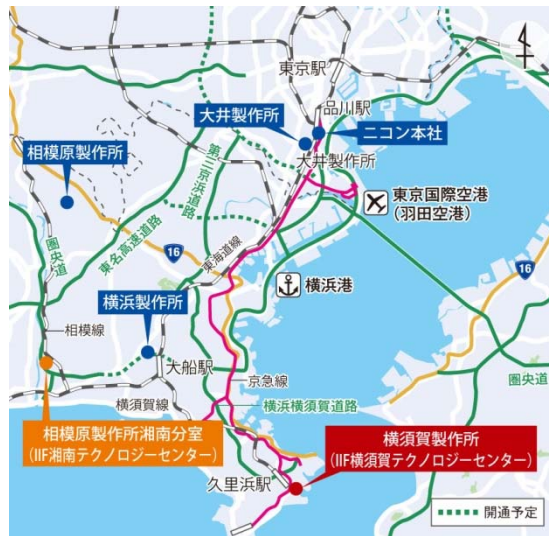 東京駅
品川駅
大井製作所
ニコン本社
大井製作所
相模原製作所
第三京浜道路
東京国際空港
(羽田空港)
圏央道
東名高速道路
16
東海道線
横浜港
16
横浜製作所
相模線
大船駅
京急線
圏央道
横須賀線
横浜横須賀道路
相模原製作所湘南分室
(IIF湘南テクノロジーセンター)
横須賀製作所
(IIF横須賀テクノロジーセンター)
久里浜駅
開通予定